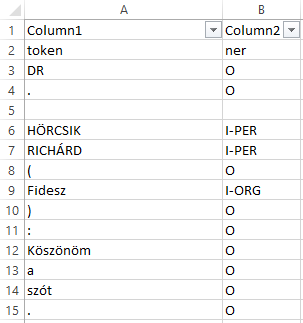 A B
1 Column1 Column2
2 token ner
3 DR O
4 . O
5
6 HÖRCSIK I-PER
7 RICHÁRD I-PER
8 ( O
9 Fidesz I-ORG
10 ) O
11 : O
12 Köszönöm O
13 a O
14 szót O
15 . O